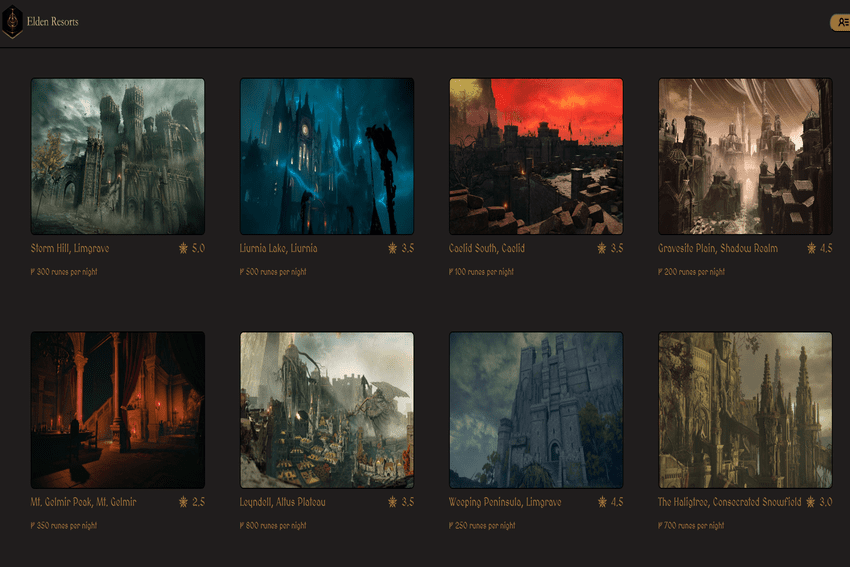 Elden Resorts
Storm Hill, Limgrave 5.0
300 runes per night
Liurnia Lake, Liurnia 3.5
500 runes per night
Caelid South, Caelid 3.5
100 runes per night
Gravesite Plain, Shadow Realm 4.5
200 runes per night
Mt. Gelmir Peak, Mt. Gelmir 2.5
350 runes per night
Leyndell, Altus Plateau 3.5
800 runes per night
Weeping Peninsula, Limgrave 4.5
250 runes per night
The Haligtree, Consecrated Snowfield 3.0
700 runes per night